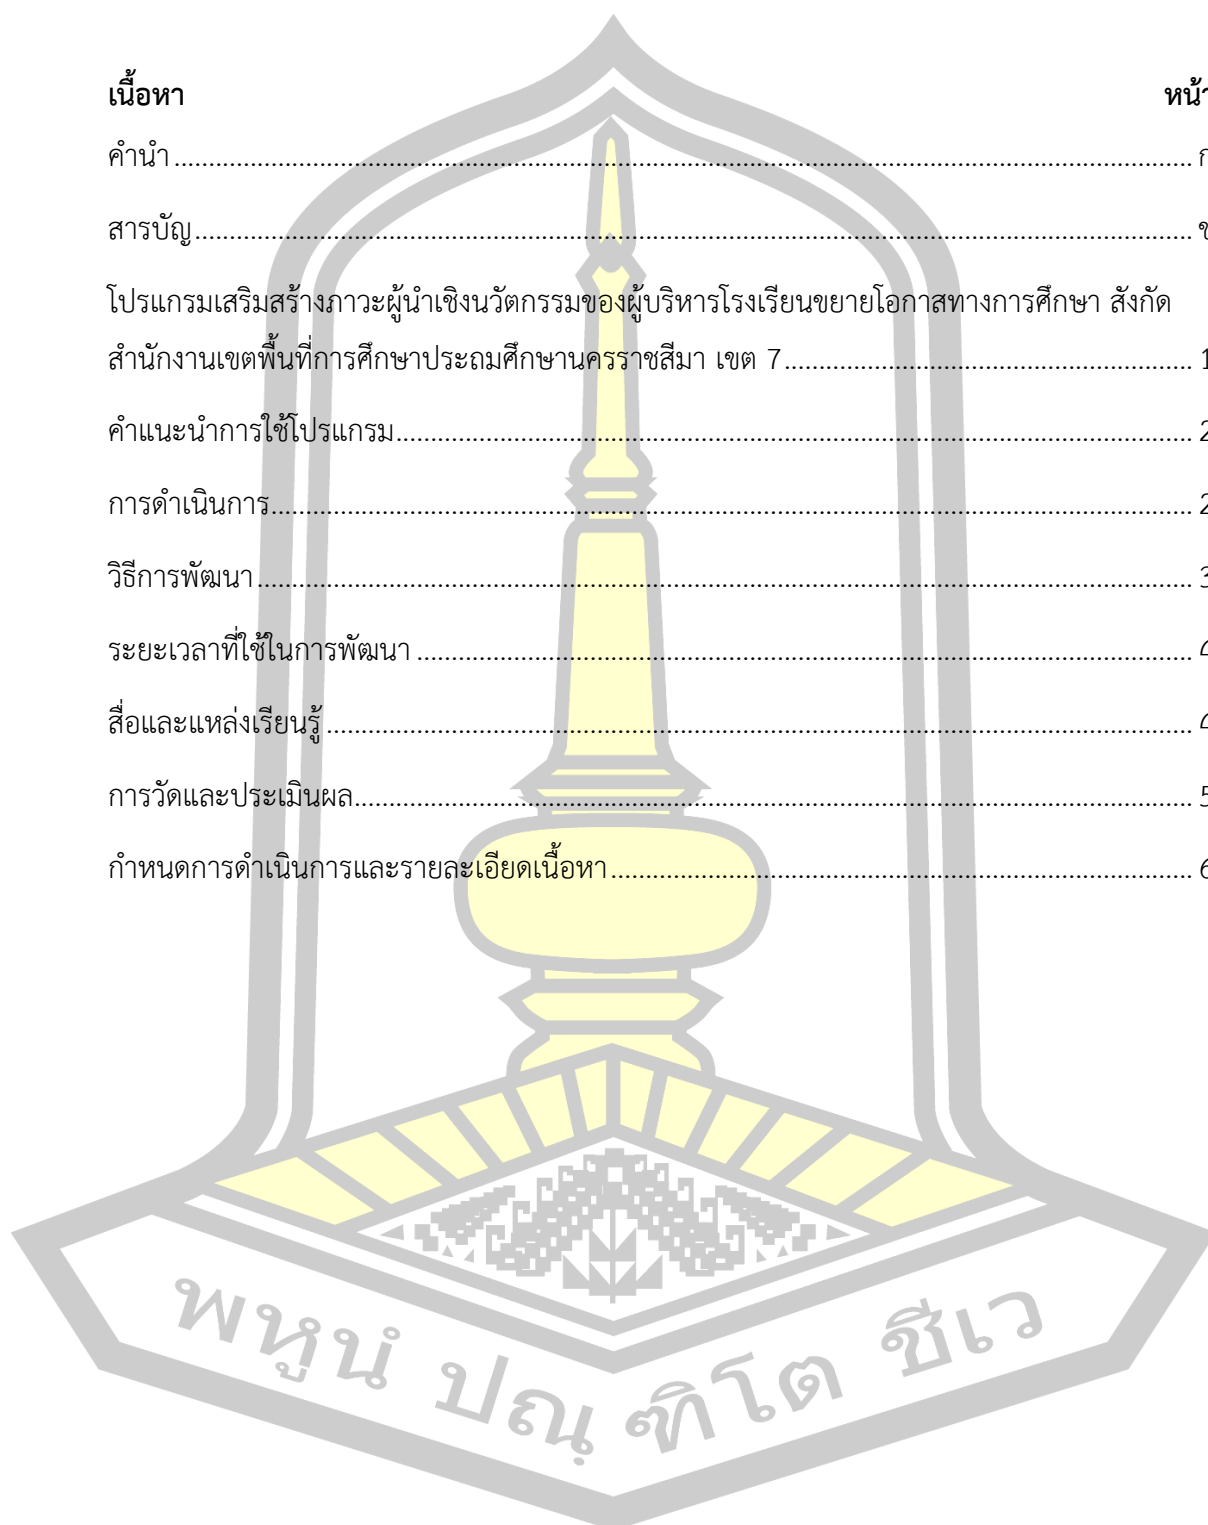 เนื้อหา หน้า
คำนำ ก
สารบัญ ข
โปรแกรมเสริมสร้างภาวะผู้นำเชิงนวัตกรรมของผู้บริหารโรงเรียนขยายโอกาสทางการศึกษา สังกัด
สำนักงานเขตพื้นที่การศึกษาประถมศึกษานครราชสีมา เขต 7 1
คำแนะนำการใช้โปรแกรม 2
การดำเนินการ 2
วิธีการพัฒนา 3
ระยะเวลาที่ใช้ในการพัฒนา 4
สื่อและแหล่งเรียนรู้ 4
การวัดและประเมินผล 5
กำหนดการดำเนินการและรายละเอียดเนื้อหา 6
พหูนํ ปณฺฑิโต ชีเว